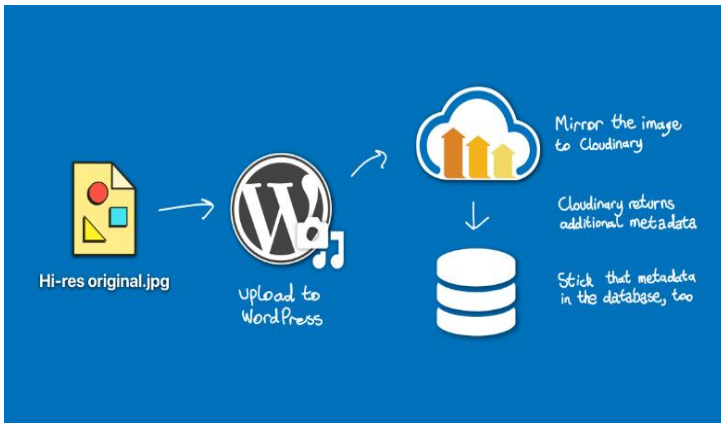 Hi-res original.jpg
upload to
WordPress
Mirror the image
to Cloudinary
Cloudinary returns
additional metadata
Stick that metadata
in the database, too